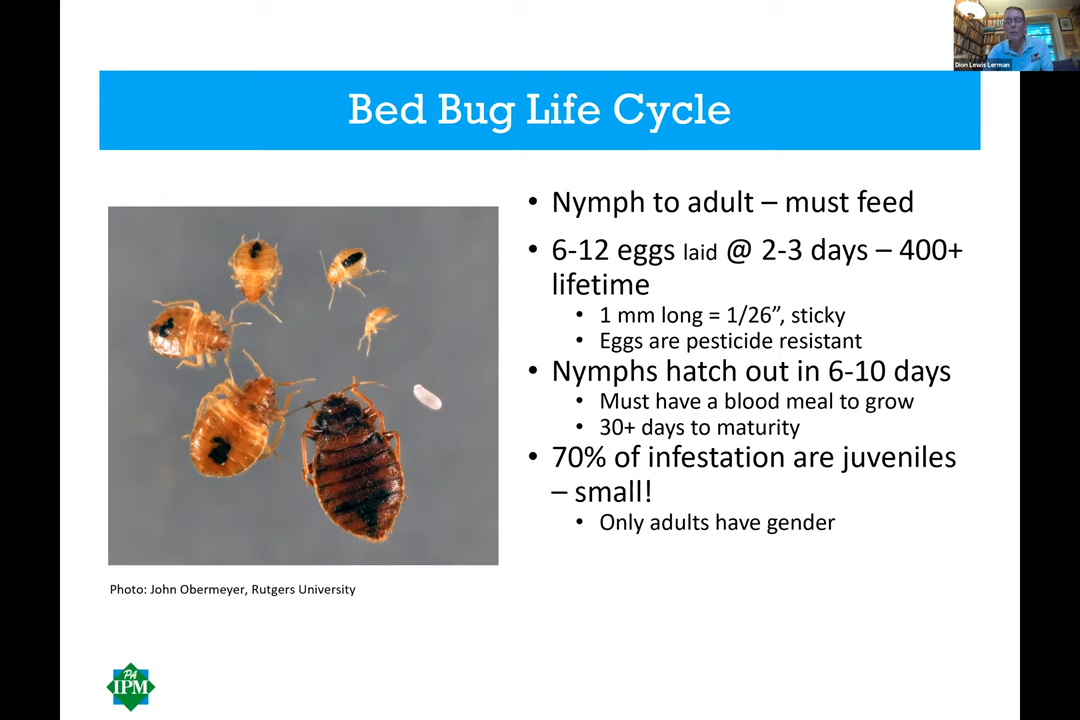 Dion Lewis Lerman
Bed Bug Life Cycle
• Nymph to adult – must feed
• 6-12 eggs laid @ 2-3 days – 400+
lifetime
• 1 mm long = 1/26”, sticky
• Eggs are pesticide resistant
• Nymphs hatch out in 6-10 days
• Must have a blood meal to grow
• 30+ days to maturity
• 70% of infestation are juveniles
– small!
• Only adults have gender
Photo: John Obermeyer, Rutgers University
PA
IPM